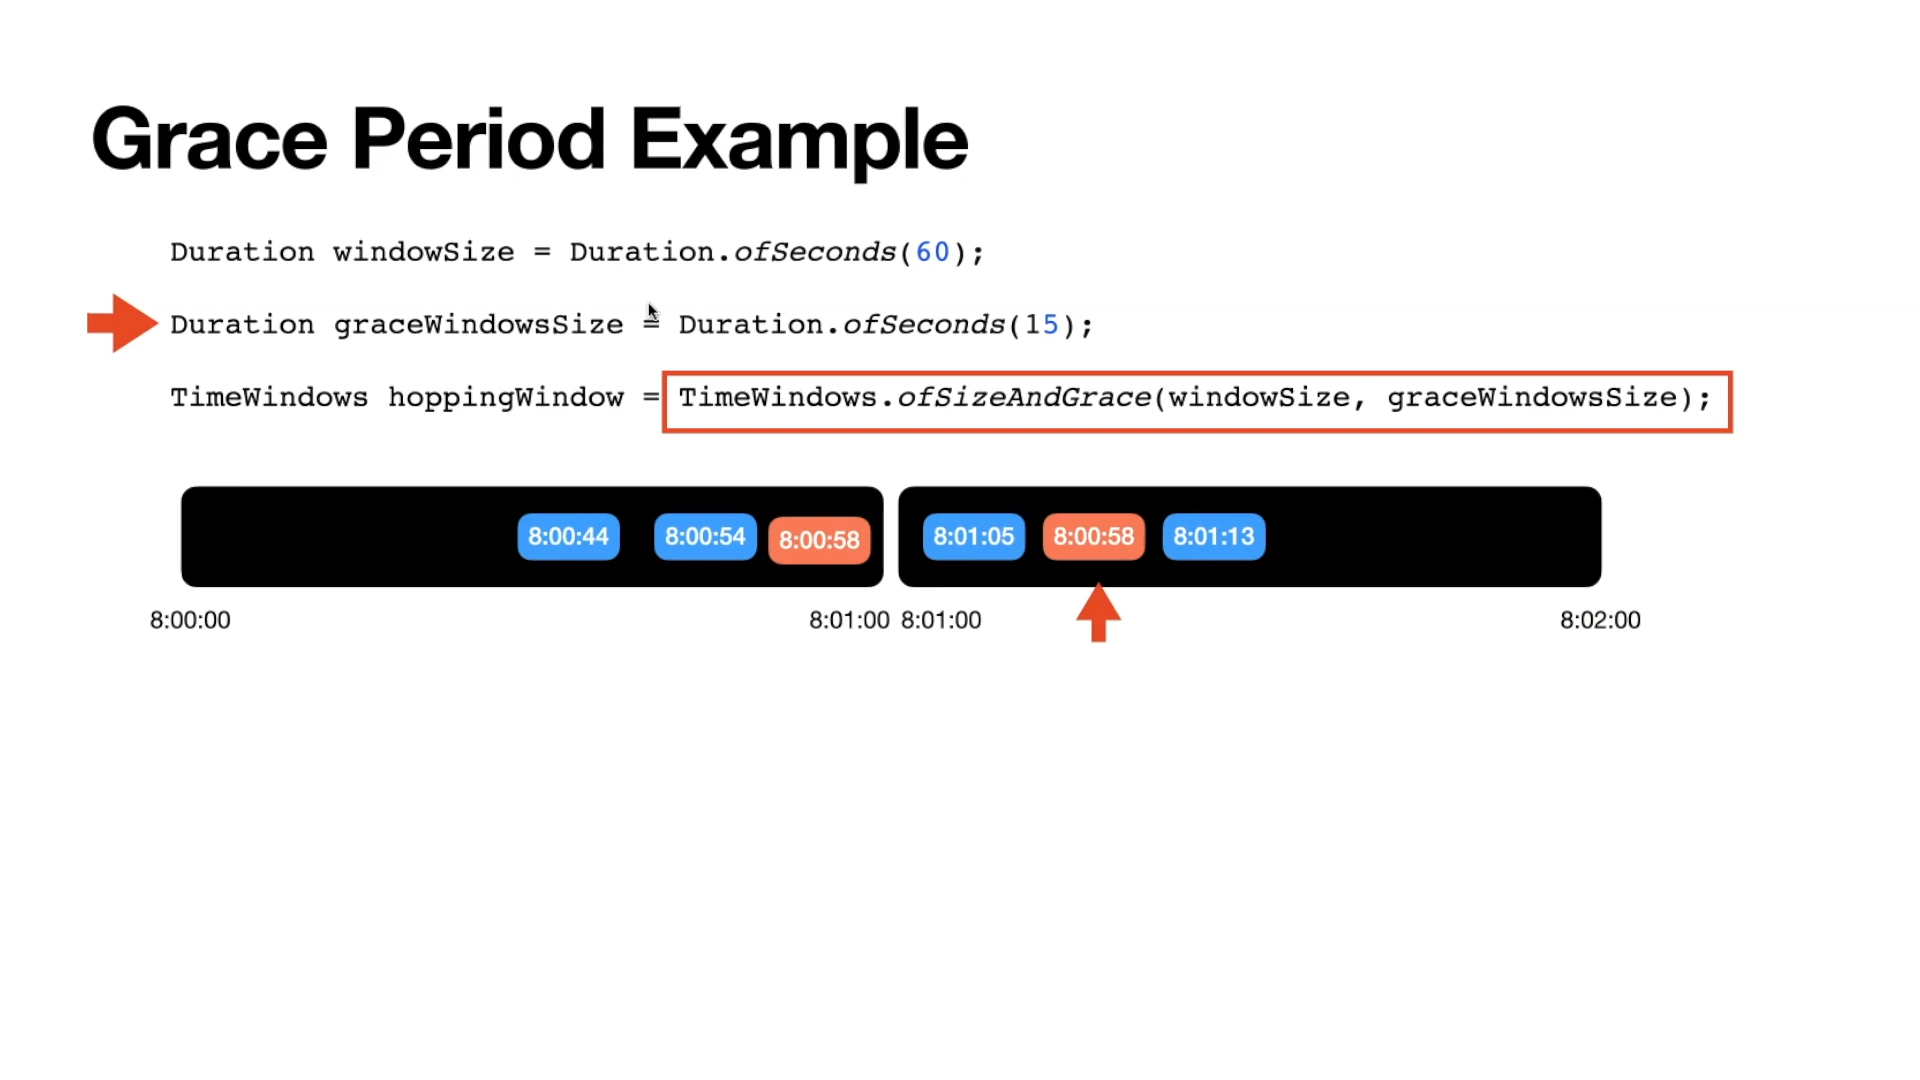 Grace Period Example
Duration windowSize = Duration.ofSeconds(60);
Duration graceWindowsSize = Duration.ofSeconds(15);
TimeWindows hoppingWindow = TimeWindows.ofSizeAndGrace(windowSize, graceWindowsSize);
8:00:44 8:00:54 8:00:58 8:01:05 8:00:58 8:01:13
8:00:00 8:01:00 8:01:00 8:02:00